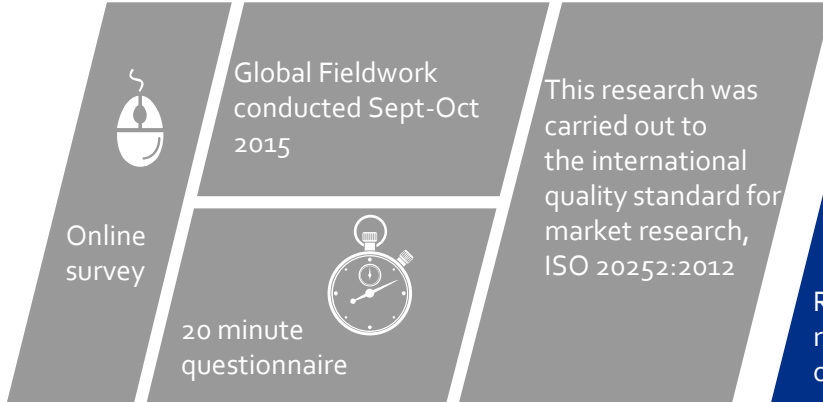 Online
survey
Global Fieldwork
conducted Sept-Oct
2015
20 minute
questionnaire
This research was
carried out to
the international
quality standard for
market research,
ISO 20252:2012